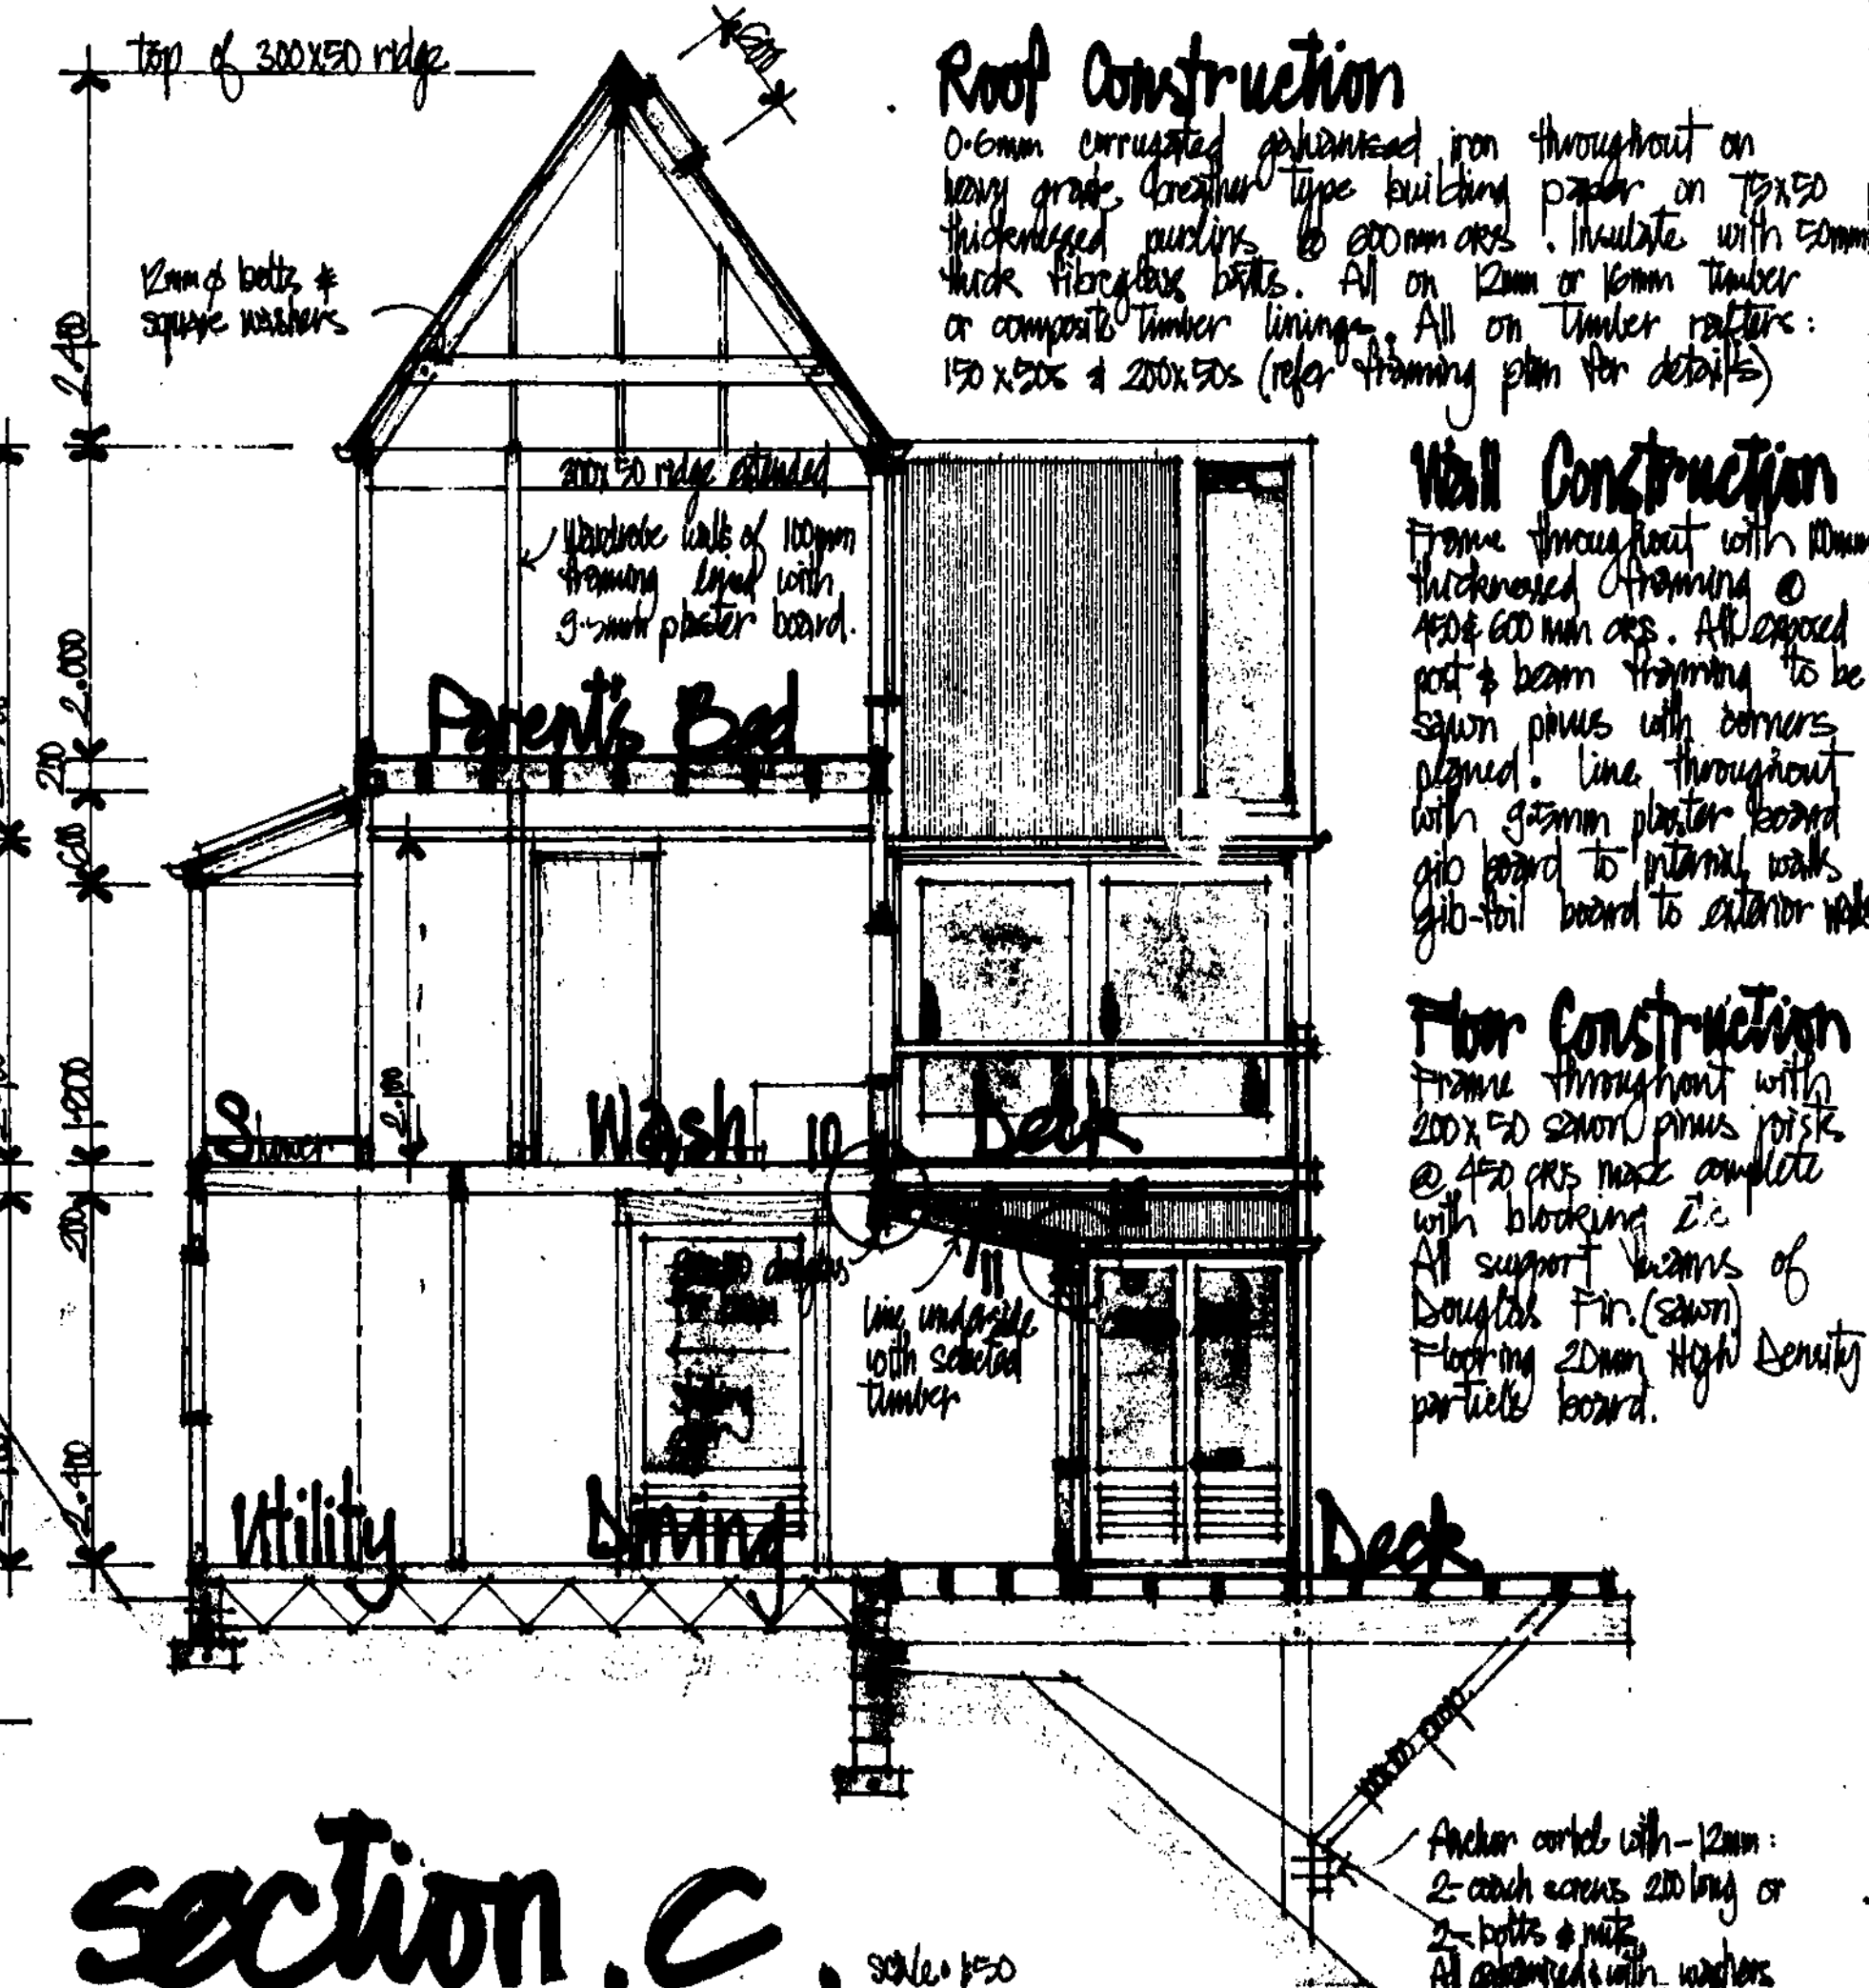 top of 300x50 ridge
Roof Construction
0.6mm corrugated galvanised iron throughout on
heavy grade breather type building paper on 75x50
thicknessed purlins @ 600mm crs. Insulate with 50mm
thick fibreglass batts. All on 12mm or 16mm timber
or composite timber linings. All on timber rafters:
150x50s & 200x50s (refer framing plan for details)
12mm ϕ bolts &
square washers
2.400
300x50 ridge extended
Wardrobe walls of 100mm
framing lined with
9.5mm plaster board.
2.000
Parent's Bed
200
600
Wall Construction
Frame throughout with 100mm
thicknessed framing @
450 & 600 mm crs. All exposed
post & beam framing to be
sawn pinus with corners
planed! Line throughout
with 9.5mm plaster board
gib board to internal walls
gib-foil board to exterior walls
1.800
2.100
Shower
Wash
10
Deck
200
Floor Construction
Frame throughout with
200x50 sawn pinus joists
@ 450 crs max complete
with blocking
All support beams of
Douglas Fir. (sawn)
Flooring 20mm High Density
particle board.
11
line underside
with selected
timber
2.400
Utility
Dining
Deck
Anchor corbel with - 12mm:
2-coach screws 200 long or
2-bolts & nuts
All galvanized & with washers
section.c.
scale. 1:50